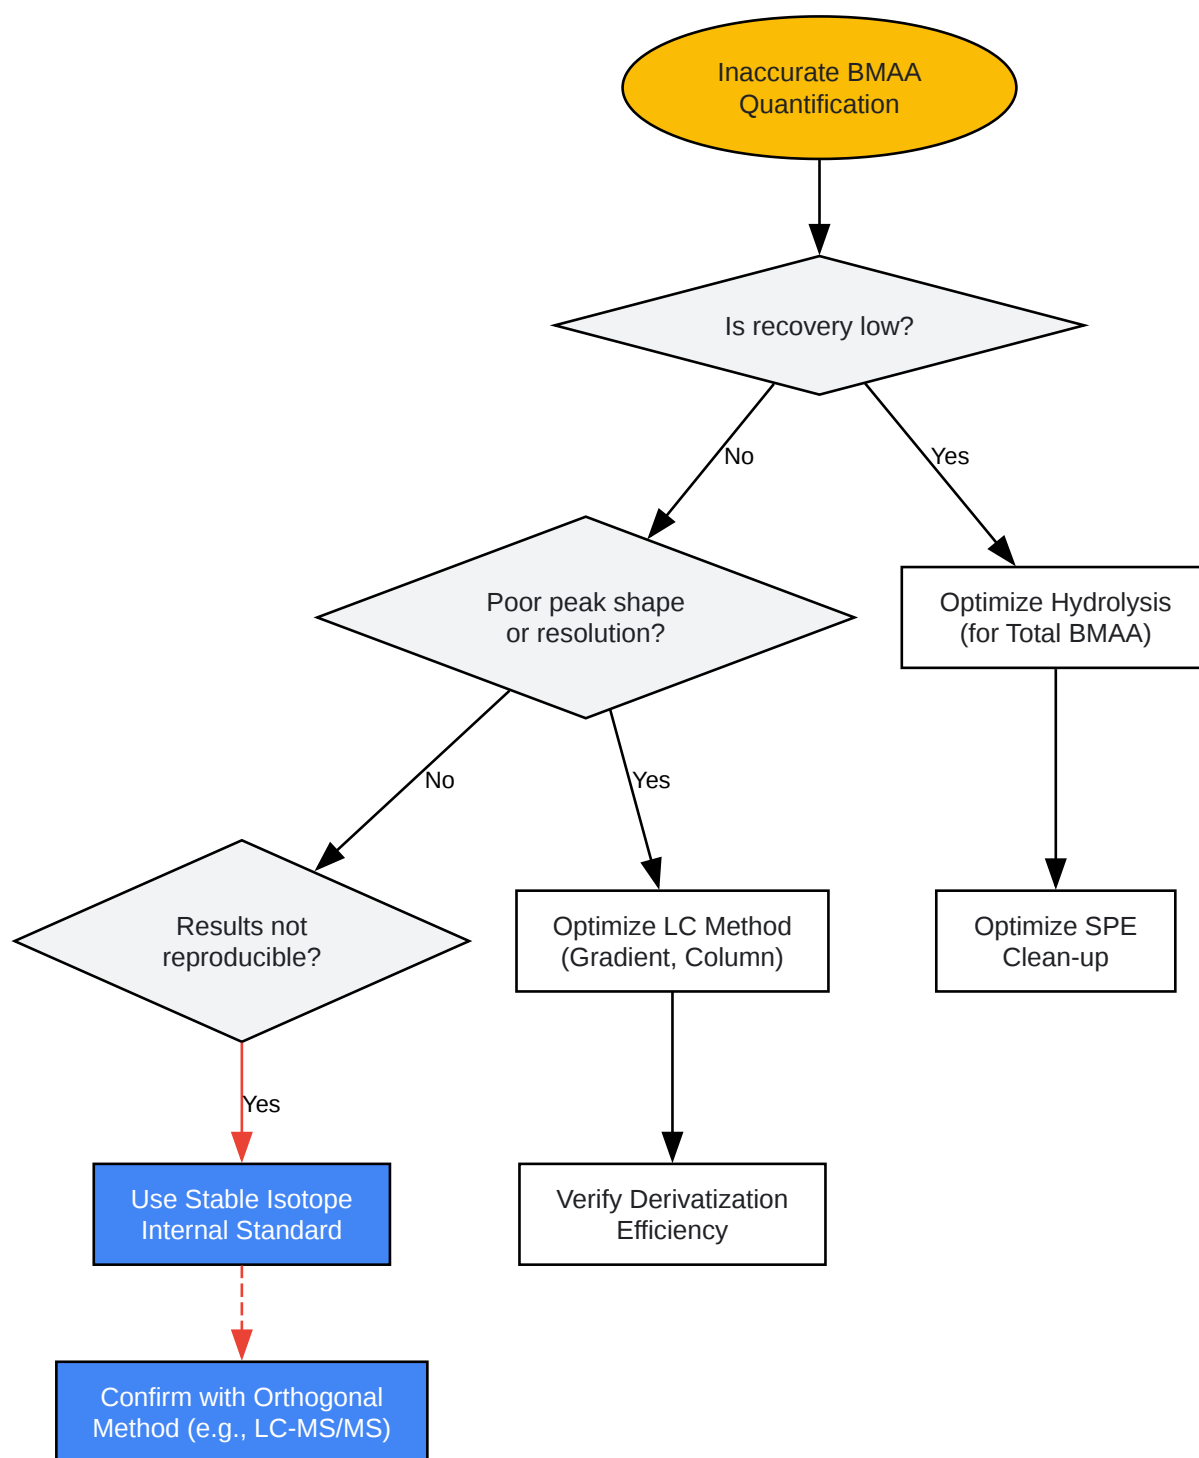 Inaccurate BMAA
Quantification
Is recovery low?
No
Yes
Poor peak shape
or resolution?
Optimize Hydrolysis
(for Total BMAA)
No
Yes
Results not
reproducible?
Optimize LC Method
(Gradient, Column)
Optimize SPE
Clean-up
Yes
Use Stable Isotope
Internal Standard
Verify Derivatization
Efficiency
Confirm with Orthogonal
Method (e.g., LC-MS/MS)